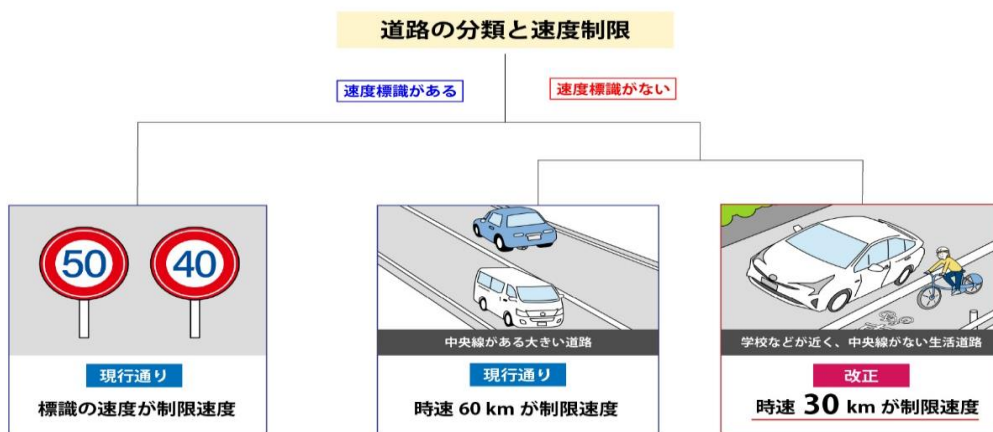 道路の分類と速度制限
速度標識がある
速度標識がない
50
40
現行通り
標識の速度が制限速度
中央線がある大きい道路
現行通り
時速 60 km が制限速度
学校などが近く、中央線がない生活道路
改正
時速 30 km が制限速度